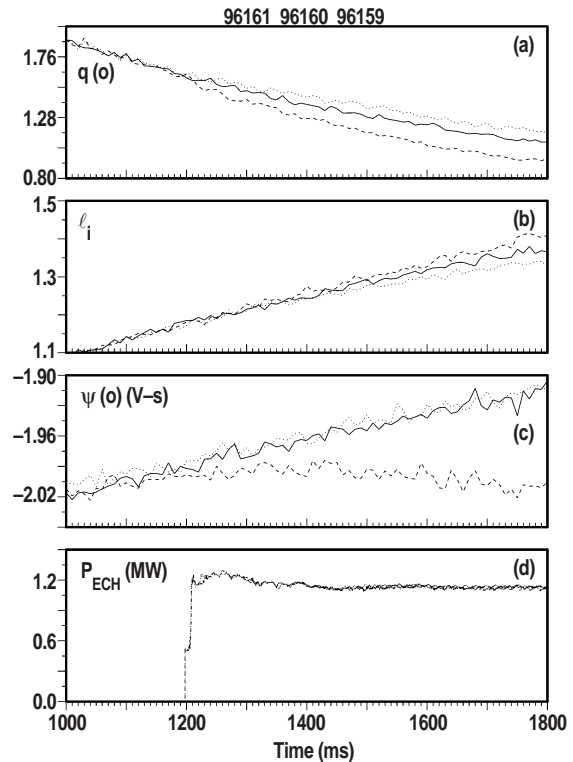 96161 96160 96159
1.76
q (o)
(a)
1.28
0.80
1.5
ℓi
(b)
1.3
1.1
−1.90
ψ (o) (V–s)
−1.96
(c)
−2.02
PECH (MW)
(d)
1.2
0.6
0.0
1000 1200 1400 1600 1800
Time (ms)